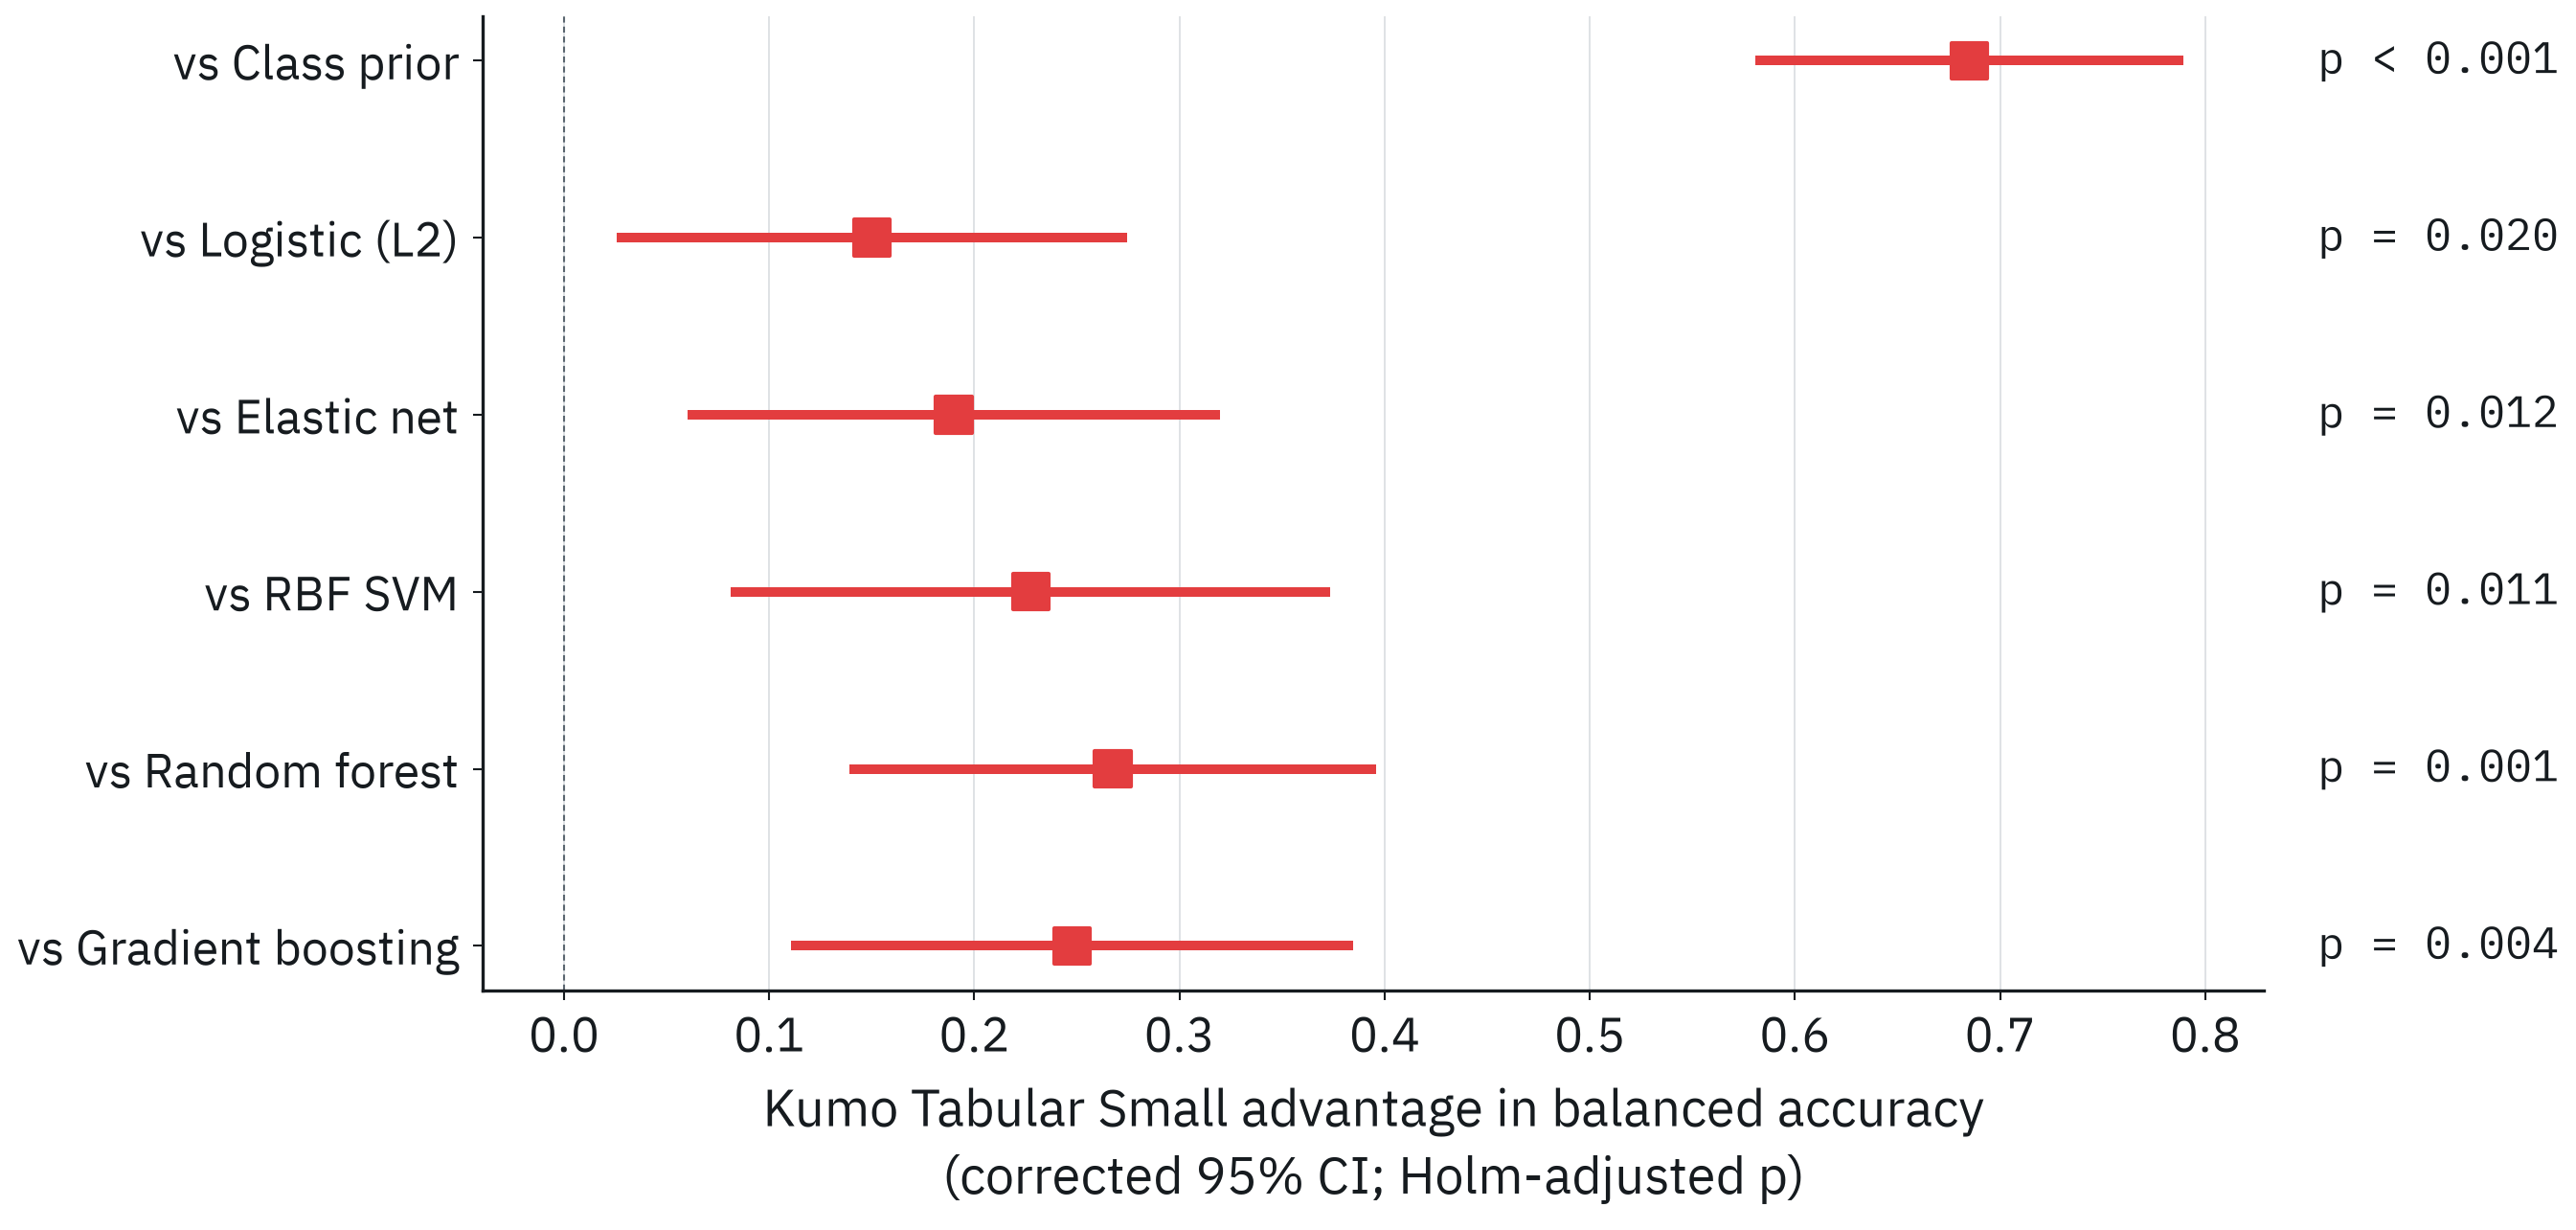 vs Class prior
p < 0.001
vs Logistic (L2)
p = 0.020
vs Elastic net
p = 0.012
vs RBF SVM
p = 0.011
vs Random forest
p = 0.001
vs Gradient boosting
p = 0.004
0.0 0.1 0.2 0.3 0.4 0.5 0.6 0.7 0.8
Kumo Tabular Small advantage in balanced accuracy
(corrected 95% CI; Holm-adjusted p)